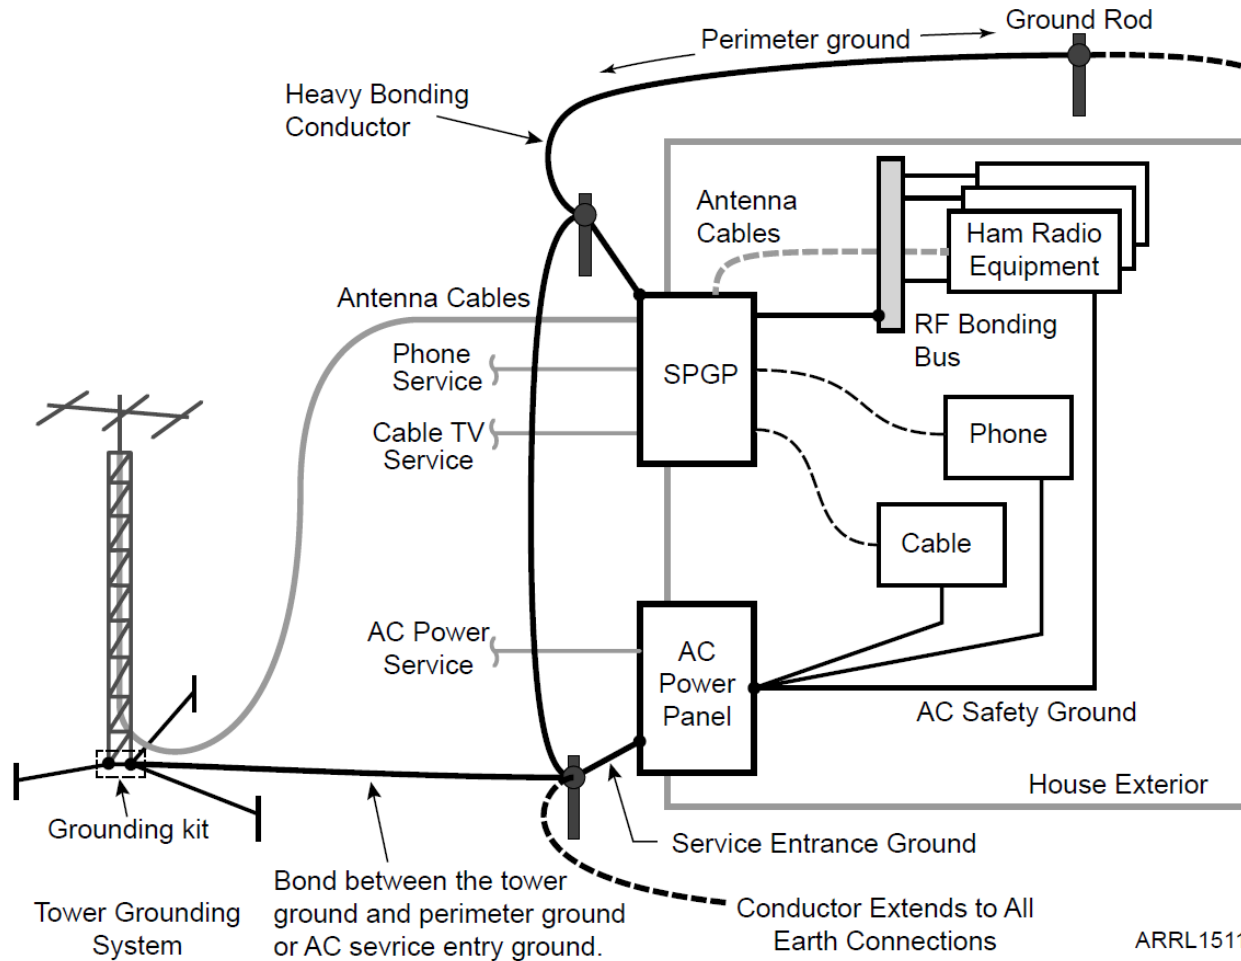 Ground Rod
Perimeter ground
Heavy Bonding
Conductor
Antenna
Cables
Ham Radio
Equipment
Antenna Cables
RF Bonding
Bus
Phone
Service
SPGP
Cable TV
Service
Phone
Cable
AC Power
Service
AC
Power
Panel
AC Safety Ground
House Exterior
Grounding kit
Service Entrance Ground
Tower Grounding
System
Bond between the tower
ground and perimeter ground
or AC sevrice entry ground.
Conductor Extends to All
Earth Connections
ARRL1511